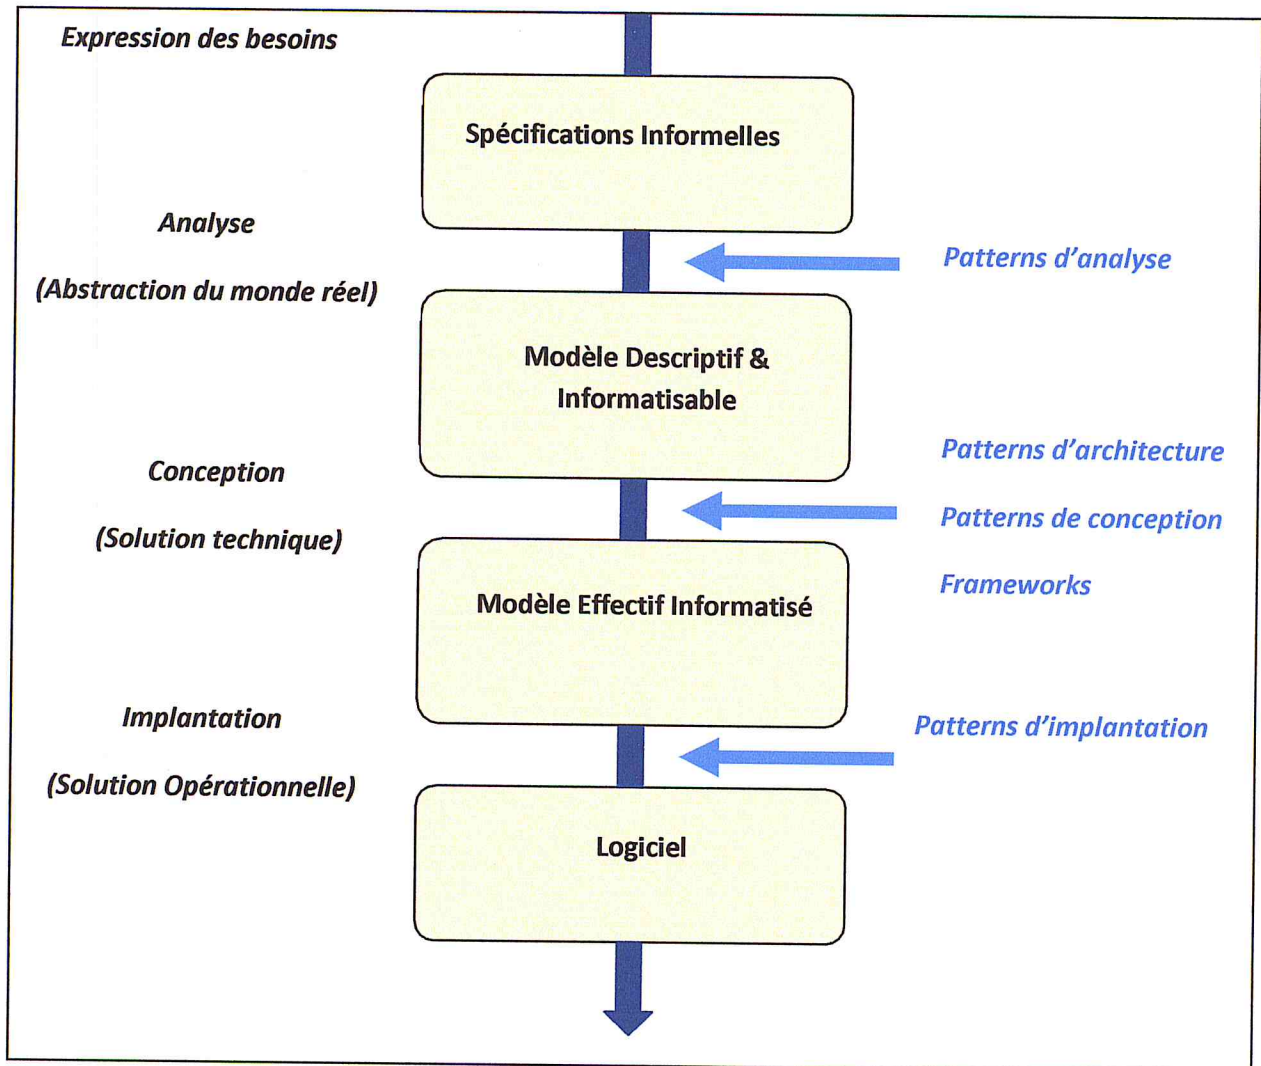 Expression des besoins
Spécifications Informelles
Analyse
(Abstraction du monde réel)
Patterns d'analyse
Modèle Descriptif &
Informatisable
Conception
(Solution technique)
Patterns d'architecture
Patterns de conception
Frameworks
Modèle Effectif Informatisé
Implantation
(Solution Opérationnelle)
Patterns d'implantation
Logiciel